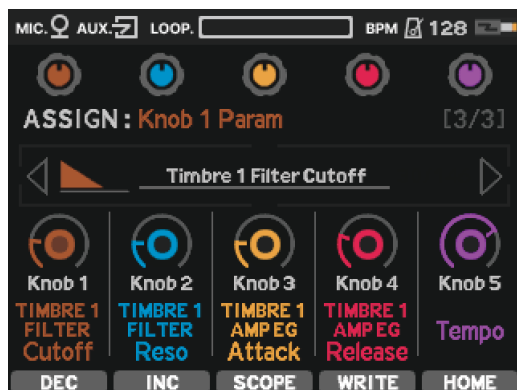 MIC. AUX. LOOP. BPM 128
ASSIGN: Knob 1 Param [3/3]
Timbre 1 Filter Cutoff
Knob 1 Knob 2 Knob 3 Knob 4 Knob 5
TIMBRE 1 TIMBRE 1 TIMBRE 1 TIMBRE 1
FILTER FILTER AMP EG AMP EG Tempo
Cutoff Reso Attack Release
DEC INC SCOPE WRITE HOME